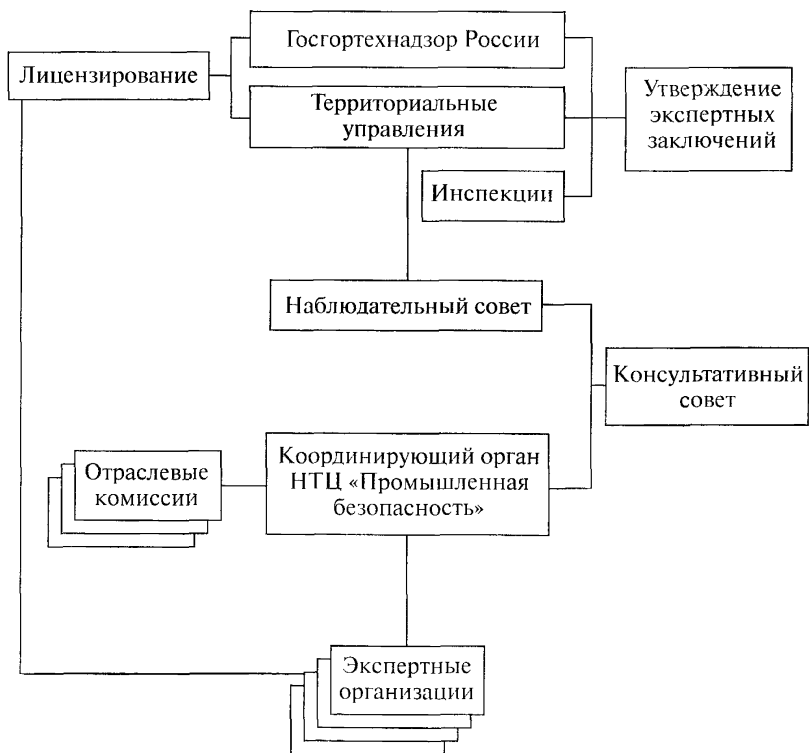 Госгортехнадзор России
Лицензирование
Территориальные
управления
Утверждение
экспертных
заключений
Инспекции
Наблюдательный совет
Консультативный
совет
Отраслевые
комиссии
Координирующий орган
НТЦ «Промышленная
безопасность»
Экспертные
организации